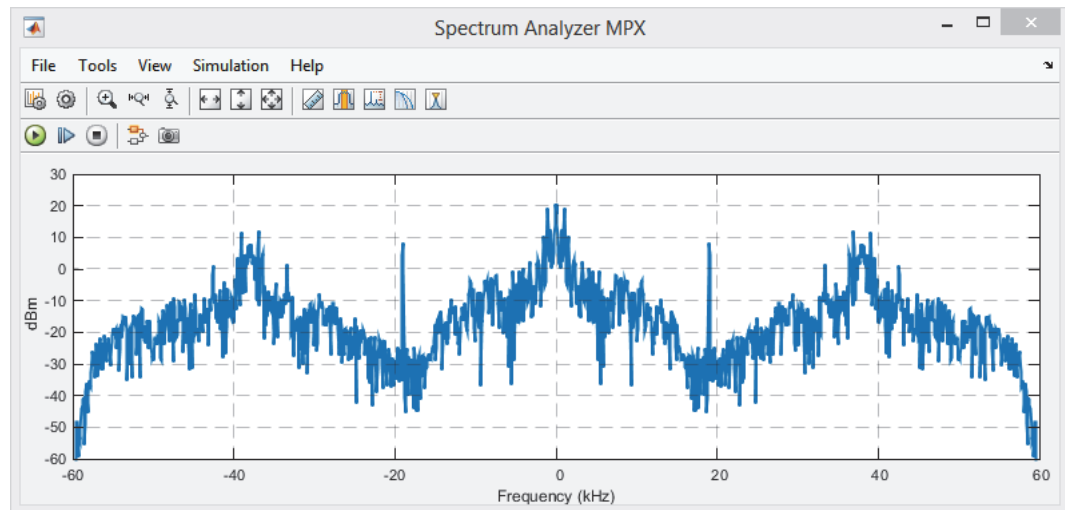 Spectrum Analyzer MPX
File Tools View Simulation Help
30
20
10
0
-10
-20
-30
-40
-50
-60
dBm
-60 -40 -20 0 20 40 60
Frequency (kHz)